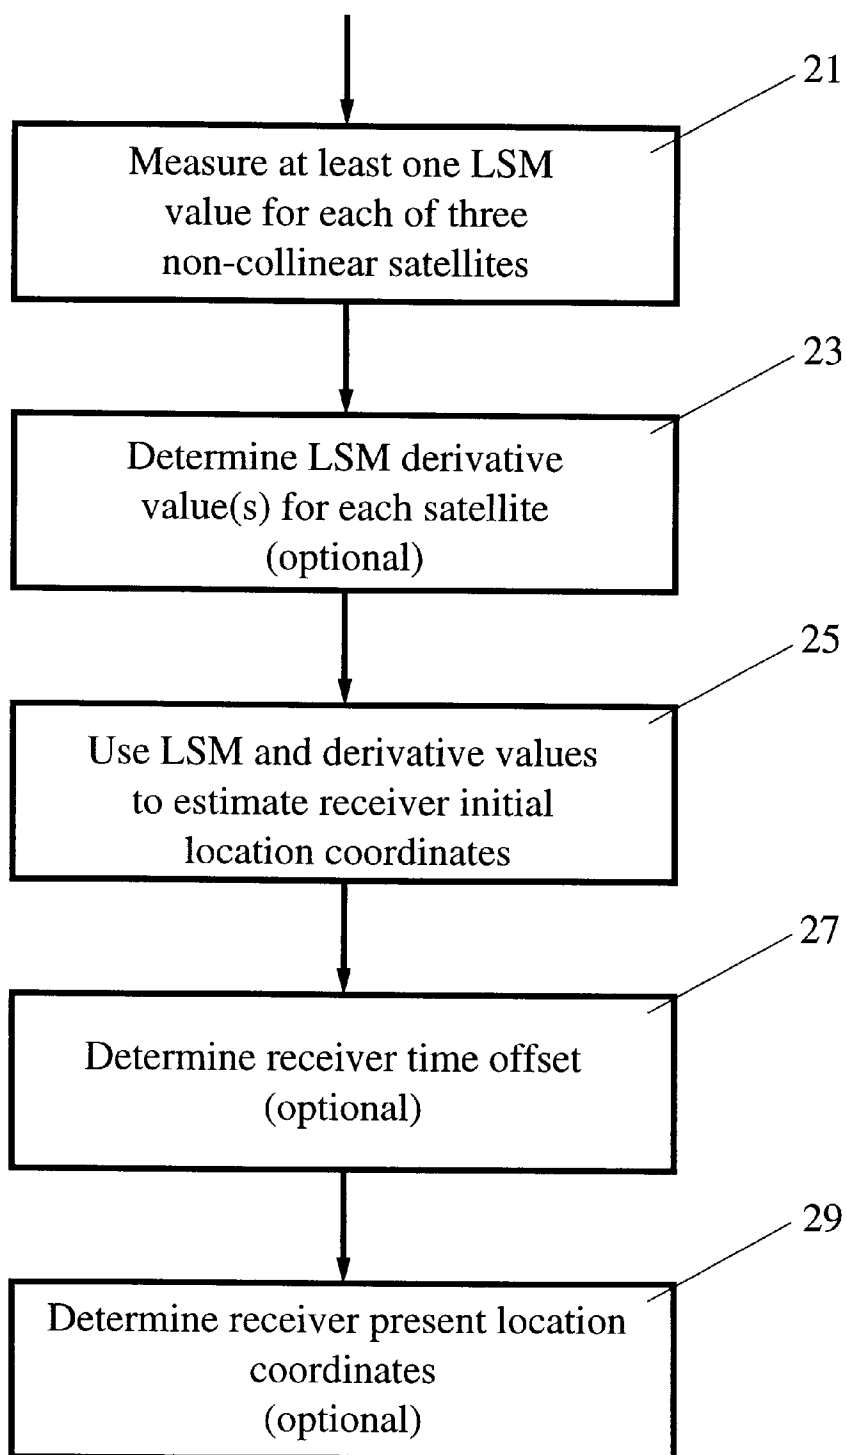 21
Measure at least one LSM
value for each of three
non-collinear satellites
23
Determine LSM derivative
value(s) for each satellite
(optional)
25
Use LSM and derivative values
to estimate receiver initial
location coordinates
27
Determine receiver time offset
(optional)
29
Determine receiver present location
coordinates
(optional)